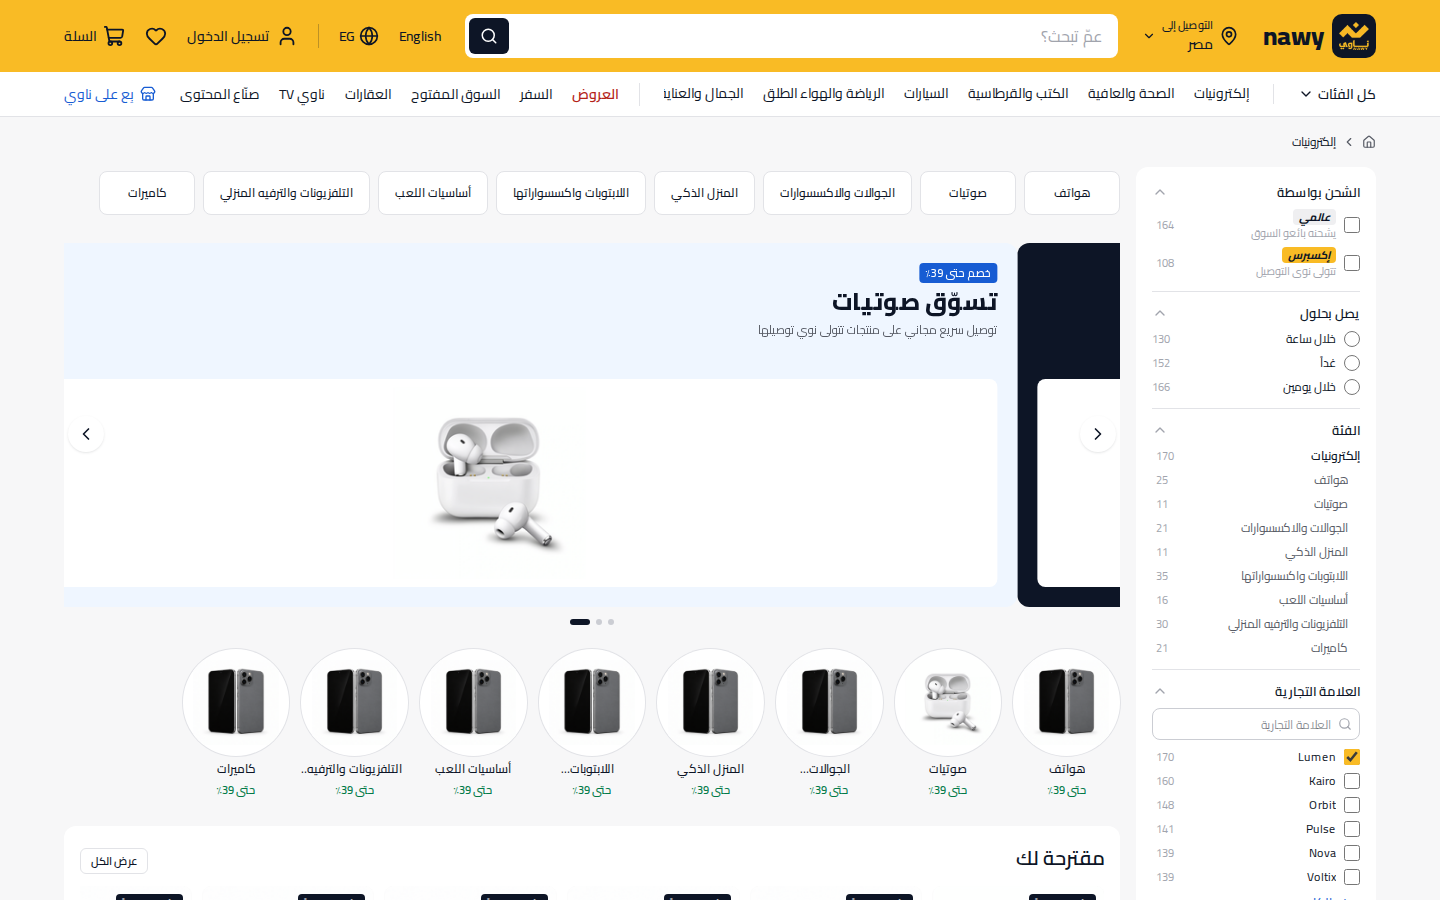 ناوي
nawy
التوصيل إلى
مصر
عمّ تبحث؟
English
EG
تسجيل الدخول
السلة
كل الفئات
إلكترونيات
الصحة والعافية
الكتب والقرطاسية
السيارات
الرياضة والهواء الطلق
الجمال والعناية
العروض
السفر
السوق المفتوح
العقارات
ناوي TV
صنّاع المحتوى
بع على ناوي
إلكترونيات
الشحن بواسطة
عالمي
164
يشحنه بائعو السوق
إكسبرس
108
تتولى نوي التوصيل
يصل بحلول
خلال ساعة 130
غداً 152
خلال يومين 166
الفئة
إلكترونيات 170
هواتف 25
صوتيات 11
الجوالات والاكسسوارات 21
المنزل الذكي 11
اللابتوبات واكسسواراتها 35
أساسيات اللعب 16
التلفزيونات والترفيه المنزلي 30
كاميرات 21
العلامة التجارية
العلامة التجارية
Lumen 170
Kairo 160
Orbit 148
Pulse 141
Nova 139
Voltix 139
هواتف
صوتيات
الجوالات والاكسسوارات
المنزل الذكي
اللابتوبات واكسسواراتها
أساسيات اللعب
التلفزيونات والترفيه المنزلي
كاميرات
خصم حتى 39٪
تسوّق صوتيات
توصيل سريع مجاني على منتجات تتولى نوي توصيلها
هواتف
حتى 39٪
صوتيات
حتى 39٪
الجوالات...
حتى 39٪
المنزل الذكي
حتى 39٪
اللابتوبات...
حتى 39٪
أساسيات اللعب
حتى 39٪
التلفزيونات والترفيه..
حتى 39٪
كاميرات
حتى 39٪
مقترحة لك
عرض الكل